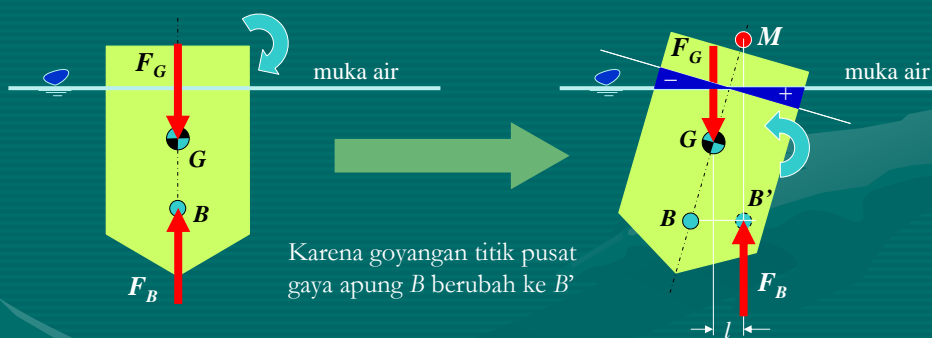 F_G
muka air
G
B
F_B
Karena goyangan titik pusat
gaya apung B berubah ke B’
M
F_G
muka air
–
+
G
B’
B
F_B
l